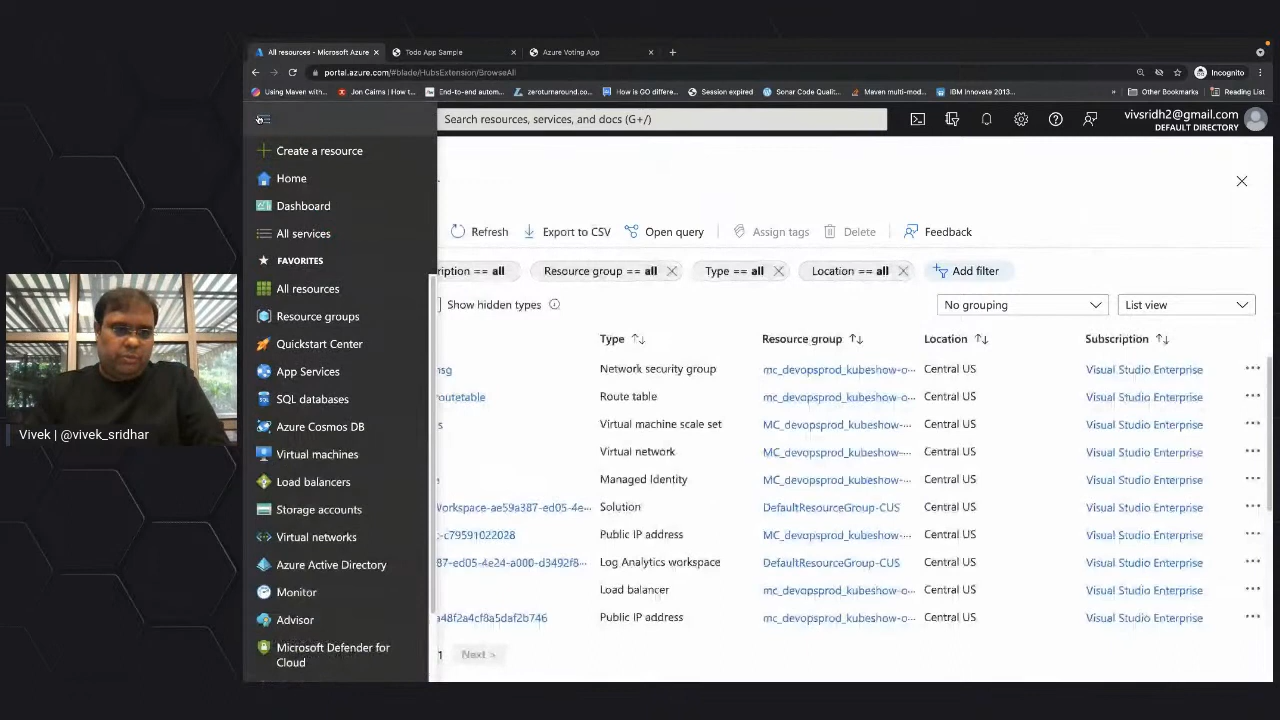 All resources - Microsoft Azure
Todo App Sample
Azure Voting App
portal.azure.com/#blade/HubsExtension/BrowseAll
Incognito
Using Maven with...
Jon Cairns | How t...
End-to-end autom...
zeroturnaround.co...
How is GO differe...
Session expired
Sonar Code Qualit...
Maven multi-mod...
IBM Innovate 2013...
Other Bookmarks
Reading List
Search resources, services, and docs (G+/)
vivsridh2@gmail.com
DEFAULT DIRECTORY
Create a resource
Home
Dashboard
All services
FAVORITES
All resources
Resource groups
Quickstart Center
App Services
SQL databases
Azure Cosmos DB
Virtual machines
Load balancers
Storage accounts
Virtual networks
Azure Active Directory
Monitor
Advisor
Microsoft Defender for
Cloud
Refresh
Export to CSV
Open query
Assign tags
Delete
Feedback
ription == all
Resource group == all
Type == all
Location == all
Add filter
Show hidden types
No grouping
List view
Type
Resource group
Location
Subscription
nsg Network security group mc_devopsprod_kubeshow-o... Central US Visual Studio Enterprise
routetable Route table mc_devopsprod_kubeshow-o... Central US Visual Studio Enterprise
s Virtual machine scale set MC_devopsprod_kubeshow-... Central US Visual Studio Enterprise
Virtual network MC_devopsprod_kubeshow-... Central US Visual Studio Enterprise
e Managed Identity MC_devopsprod_kubeshow-... Central US Visual Studio Enterprise
Workspace-ae59a387-ed05-4e-... Solution DefaultResourceGroup-CUS Central US Visual Studio Enterprise
-c79591022028 Public IP address MC_devopsprod_kubeshow-... Central US Visual Studio Enterprise
87-ed05-4e24-a000-d3492f8-... Log Analytics workspace DefaultResourceGroup-CUS Central US Visual Studio Enterprise
Load balancer mc_devopsprod_kubeshow-o... Central US Visual Studio Enterprise
a48f2a4cf8a5daf2b746 Public IP address mc_devopsprod_kubeshow-o... Central US Visual Studio Enterprise
1 Next >
Vivek | @vivek_sridhar